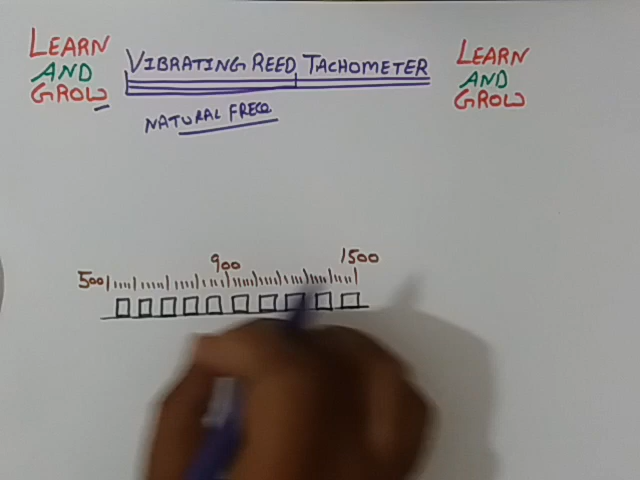 LEARN
AND
GROW
VIBRATING REED TACHOMETER
NATURAL FREQ.
LEARN
AND
GROW
500
900
1500